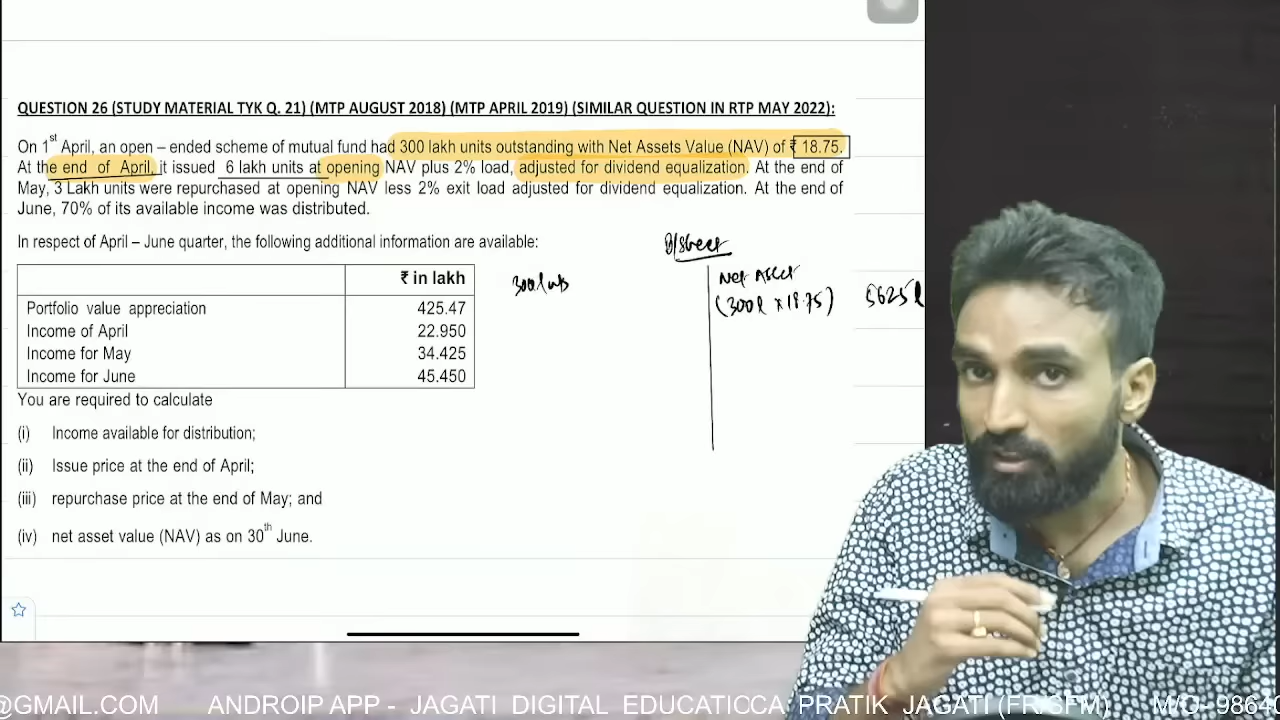 QUESTION 26 (STUDY MATERIAL TYK Q. 21) (MTP AUGUST 2018) (MTP APRIL 2019) (SIMILAR QUESTION IN RTP MAY 2022):
On 1st April, an open – ended scheme of mutual fund had 300 lakh units outstanding with Net Assets Value (NAV) of ₹ 18.75.
At the end of April, it issued 6 lakh units at opening NAV plus 2% load, adjusted for dividend equalization. At the end of
May, 3 Lakh units were repurchased at opening NAV less 2% exit load adjusted for dividend equalization. At the end of
June, 70% of its available income was distributed.
In respect of April – June quarter, the following additional information are available:
B/sheet
₹ in lakh
Net Asset
Portfolio value appreciation 425.47
(300l x 18.75) 5625l
Income of April 22.950
Income for May 34.425
Income for June 45.450
You are required to calculate
(i) Income available for distribution;
(ii) Issue price at the end of April;
(iii) repurchase price at the end of May; and
(iv) net asset value (NAV) as on 30th June.
@GMAIL.COM ANDROIP APP - JAGATI DIGITAL EDUCATICCA PRATIK JAGATI (FR/SFM) M/O- 9864